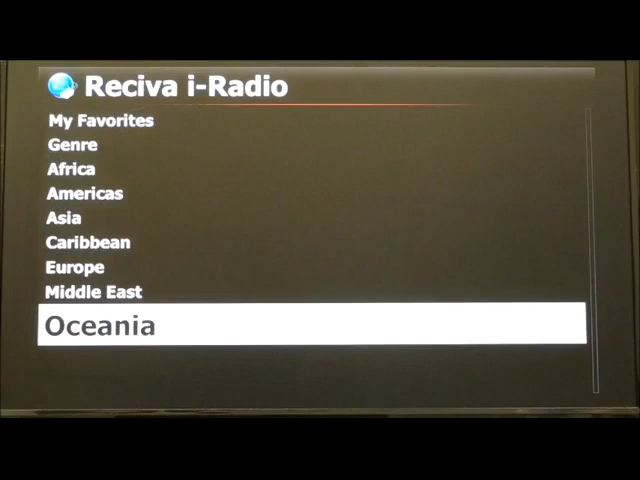 Reciva i-Radio
My Favorites
Genre
Africa
Americas
Asia
Caribbean
Europe
Middle East
Oceania